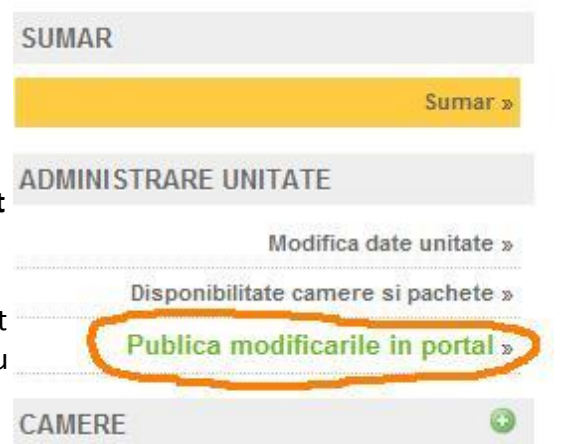 SUMAR
Sumar »
ADMINISTRARE UNITATE
t
Modifica date unitate »
Disponibilitate camere si pachete »
t
Publica modificarile in portal »
u
CAMERE